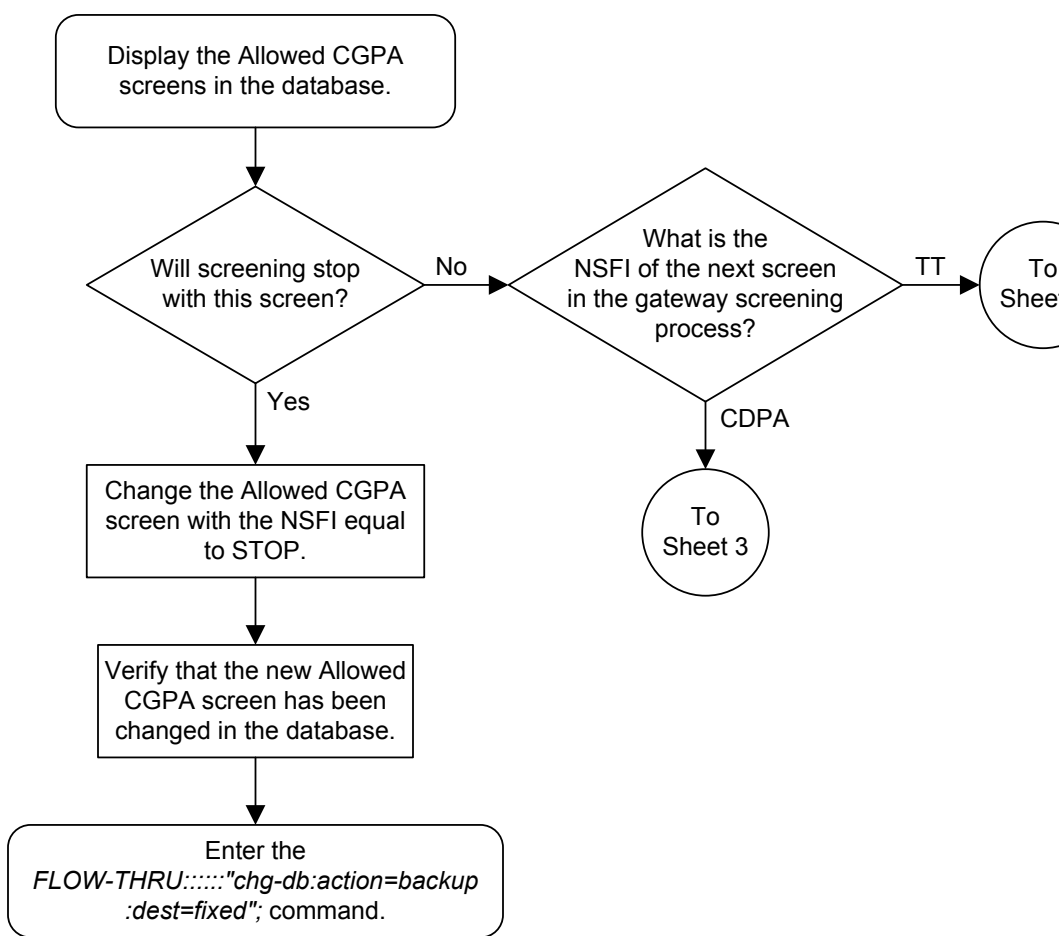 Display the Allowed CGPA
screens in the database.
Will screening stop
with this screen?
No
What is the
NSFI of the next screen
in the gateway screening
process?
TT
To
Yes
CDPA
Change the Allowed CGPA
screen with the NSFI equal
to STOP.
To
Sheet 3
Verify that the new Allowed
CGPA screen has been
changed in the database.
Enter the
FLOW-THRU::::::"chg-db:action=backup
:dest=fixed"; command.